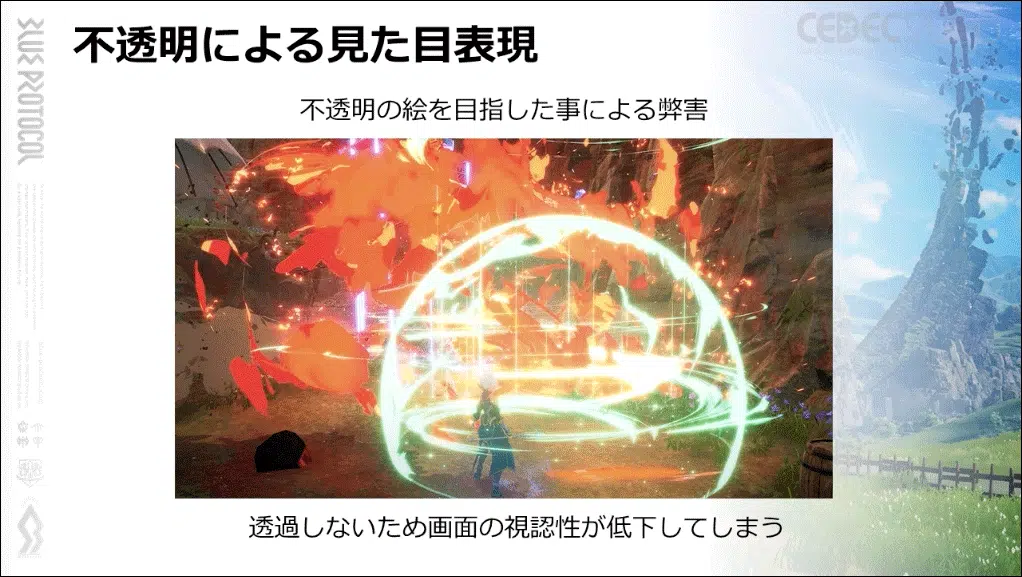 不透明による見た目表現
CEDEC
BLUE PROTOCOL
不透明の絵を目指した事による弊害
透過しないため画面の視認性が低下してしまう